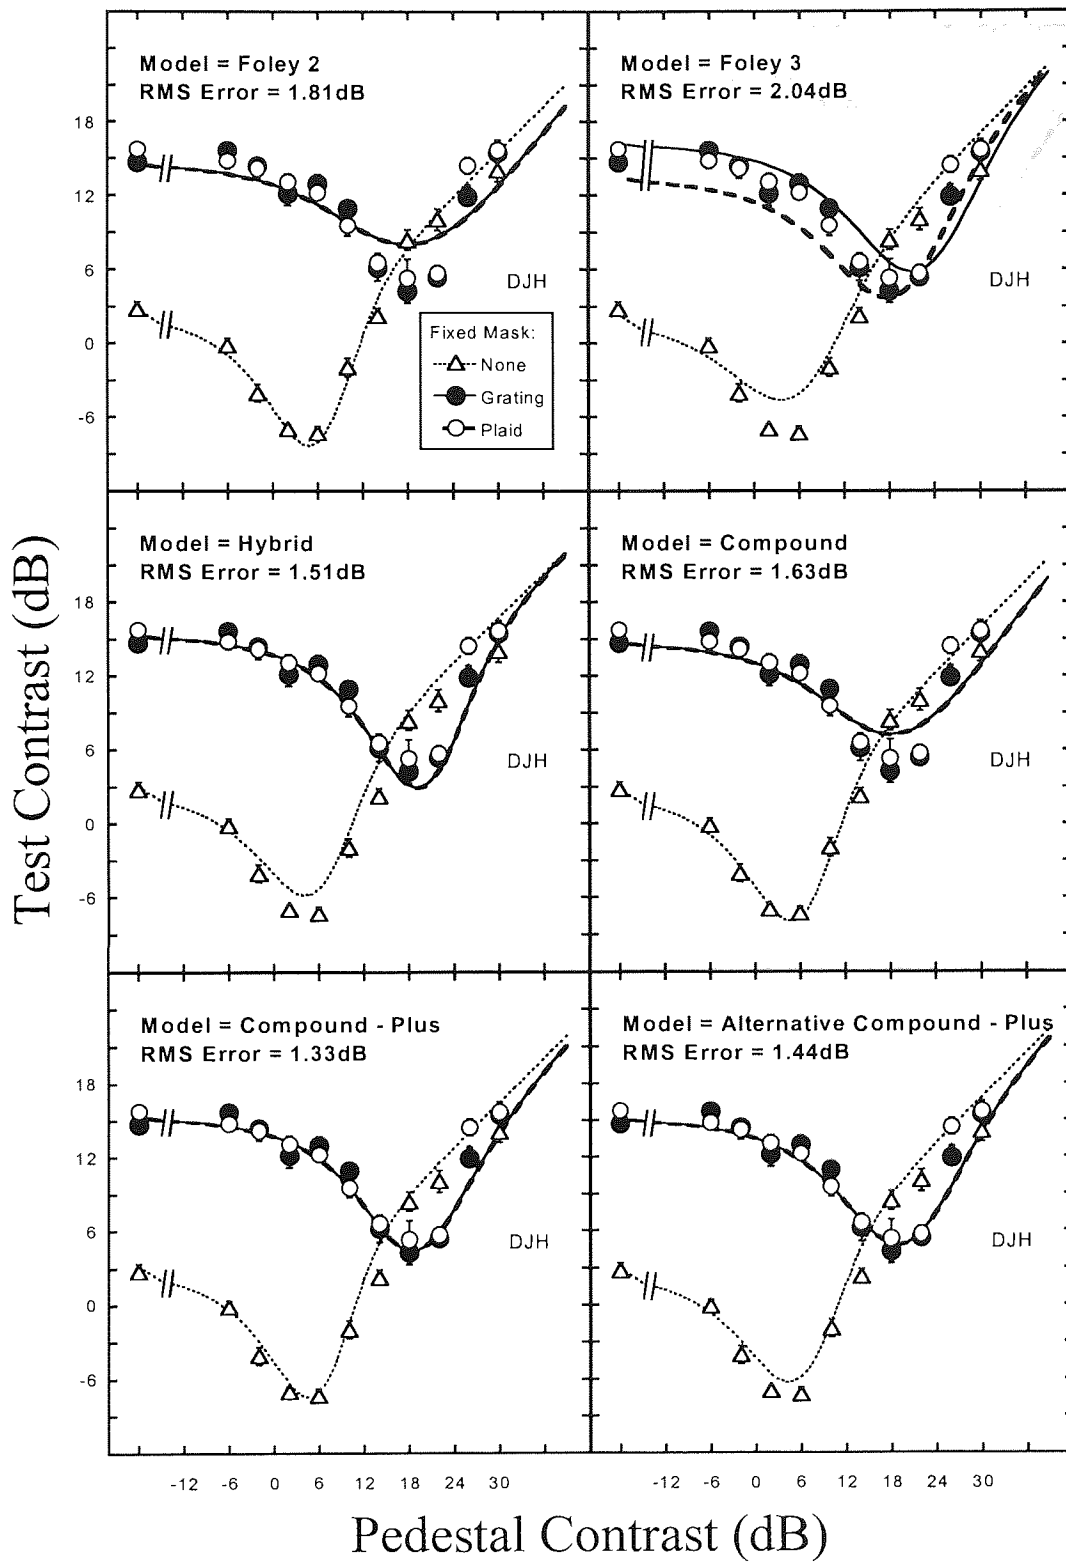 Model = Foley 2
RMS Error = 1.81dB
Model = Foley 3
RMS Error = 2.04dB
18
12
6
0
-6
DJH
Fixed Mask:
None
Grating
Plaid
DJH
Model = Hybrid
RMS Error = 1.51dB
Model = Compound
RMS Error = 1.63dB
18
12
6
0
-6
DJH
DJH
Test Contrast (dB)
Model = Compound - Plus
RMS Error = 1.33dB
Model = Alternative Compound - Plus
RMS Error = 1.44dB
18
12
6
0
-6
DJH
DJH
-12 -6 0 6 12 18 24 30
-12 -6 0 6 12 18 24 30
Pedestal Contrast (dB)